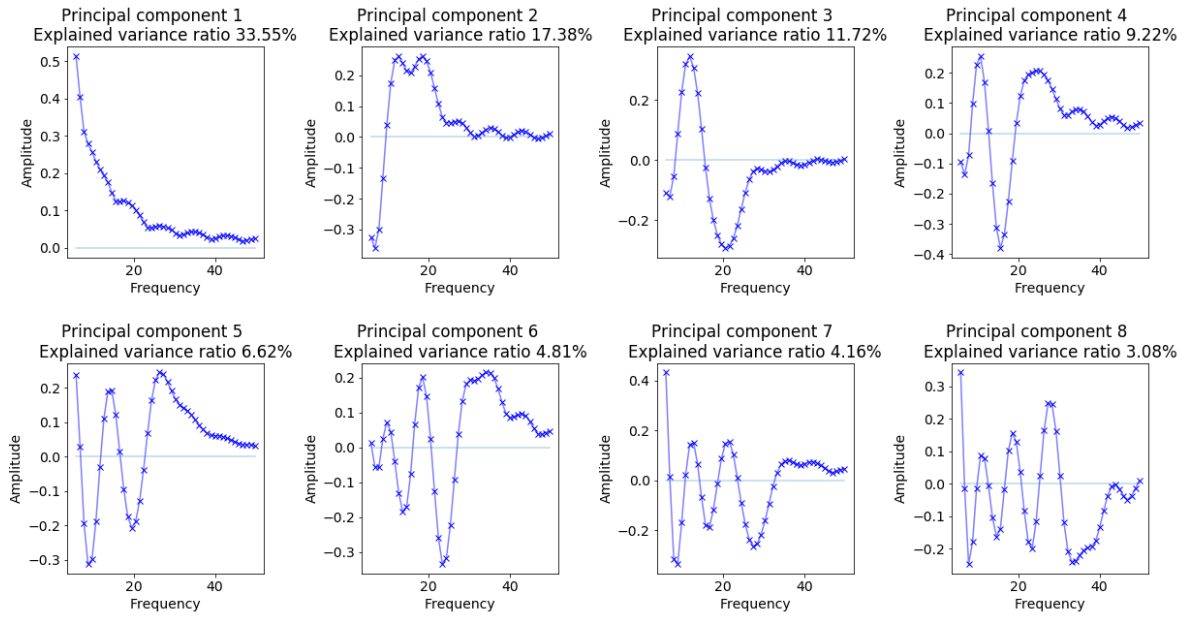 Principal component 1
Explained variance ratio 33.55%
Principal component 2
Explained variance ratio 17.38%
Principal component 3
Explained variance ratio 11.72%
Principal component 4
Explained variance ratio 9.22%
Amplitude
0.5
0.4
0.3
0.2
0.1
0.0
20
40
Frequency
Amplitude
0.2
0.1
0.0
−0.1
−0.2
−0.3
20
40
Frequency
Amplitude
0.2
0.0
−0.2
20
40
Frequency
Amplitude
0.2
0.1
0.0
−0.1
−0.2
−0.3
−0.4
20
40
Frequency
Principal component 5
Explained variance ratio 6.62%
Principal component 6
Explained variance ratio 4.81%
Principal component 7
Explained variance ratio 4.16%
Principal component 8
Explained variance ratio 3.08%
Amplitude
0.2
0.1
0.0
−0.1
−0.2
−0.3
20
40
Frequency
Amplitude
0.2
0.1
0.0
−0.1
−0.2
−0.3
20
40
Frequency
Amplitude
0.4
0.2
0.0
−0.2
20
40
Frequency
Amplitude
0.3
0.2
0.1
0.0
−0.1
−0.2
20
40
Frequency